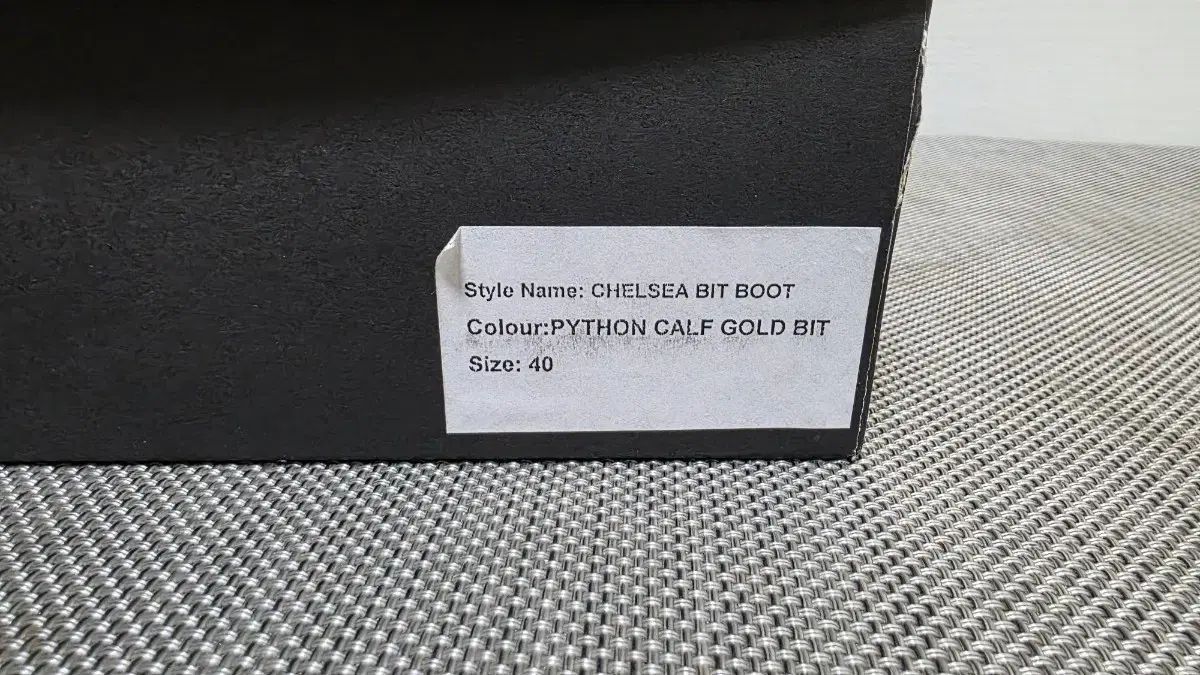 Style Name: CHELSEA BIT BOOT
Colour:PYTHON CALF GOLD BIT
Size: 40